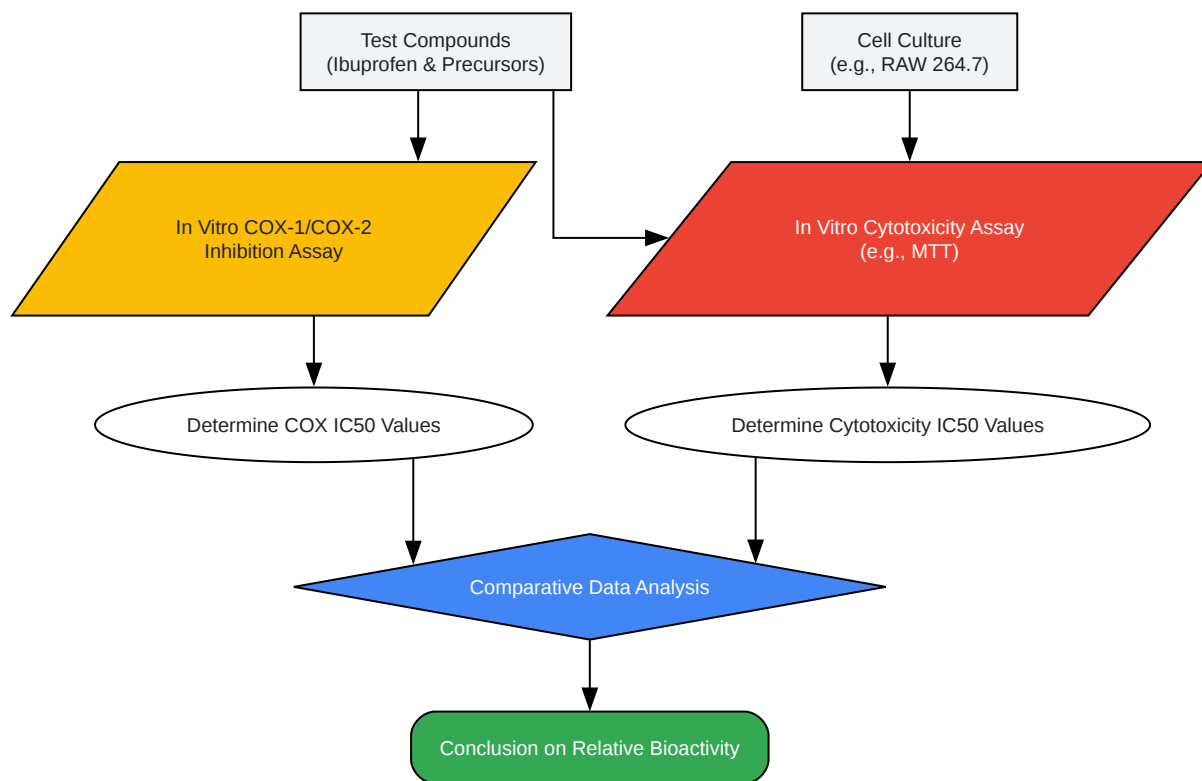 Test Compounds
(Ibuprofen & Precursors)
Cell Culture
(e.g., RAW 264.7)
In Vitro COX-1/COX-2
Inhibition Assay
In Vitro Cytotoxicity Assay
(e.g., MTT)
Determine COX IC50 Values
Determine Cytotoxicity IC50 Values
Comparative Data Analysis
Conclusion on Relative Bioactivity